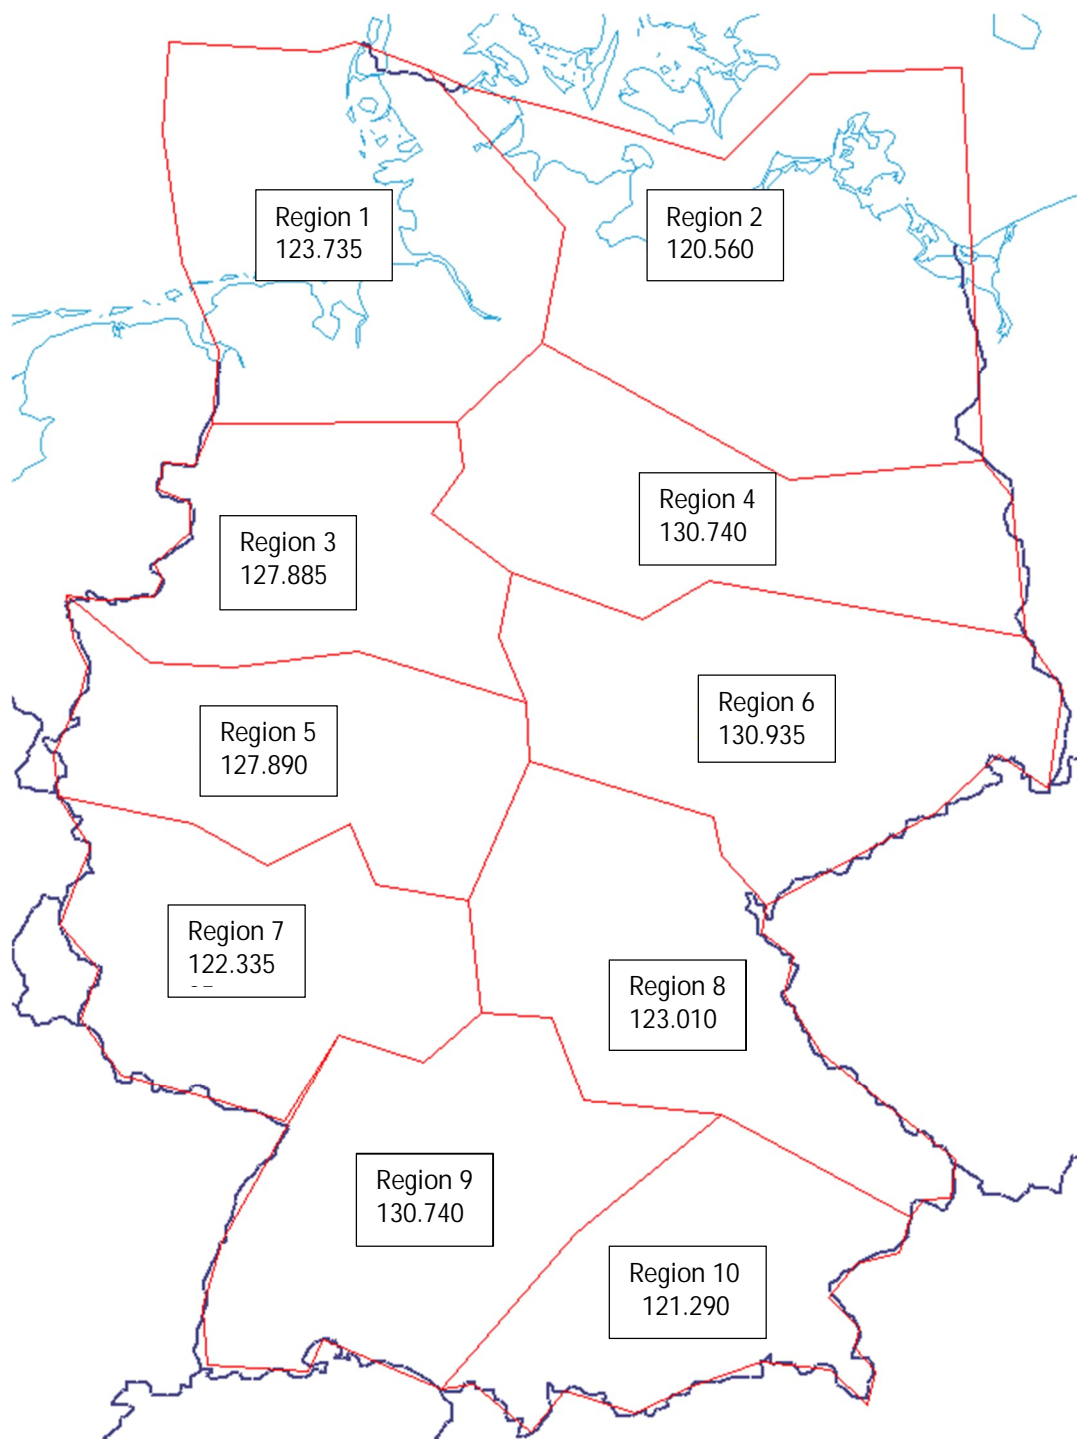 Region 1
123.735
Region 2
120.560
Region 3
127.885
Region 4
130.740
Region 5
127.890
Region 6
130.935
Region 7
122.335
Region 8
123.010
Region 9
130.740
Region 10
121.290